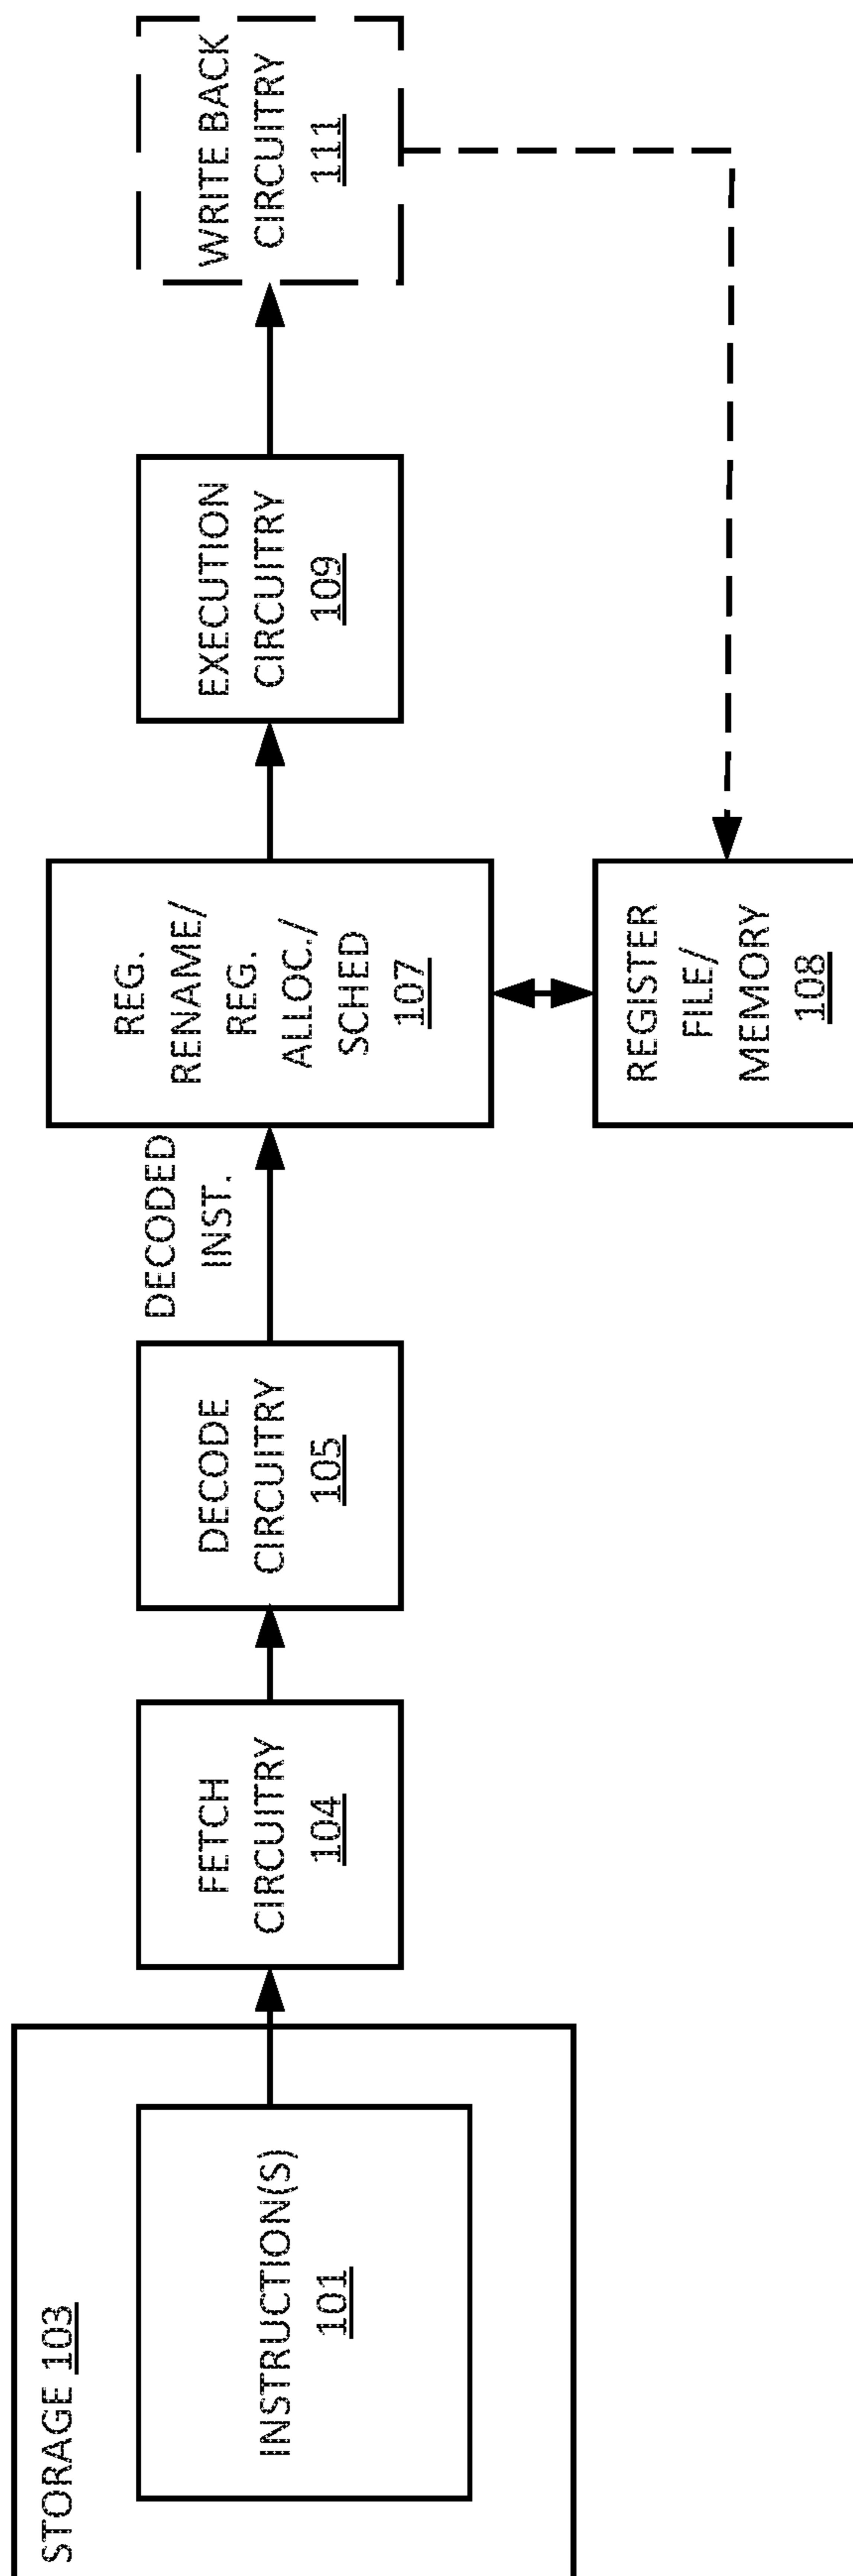 STORAGE 103
INSTRUCTION(S)
101
FETCH
CIRCUITRY
104
DECODE
CIRCUITRY
105
DECODED
INST.
REG.
RENAME/
REG.
ALLOC./
SCHED
107
REGISTER
FILE/
MEMORY
108
EXECUTION
CIRCUITRY
109
WRITE BACK
CIRCUITRY
111